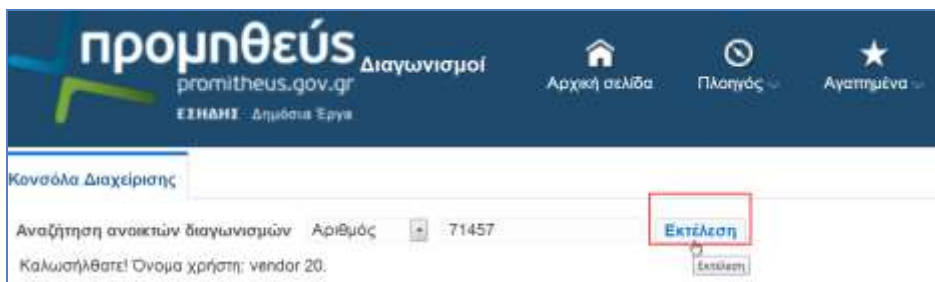 προμηθεύς Διαγωνισμοί
promitheus.gov.gr
ΕΣΗΔΗΣ Δημόσια Έργα
Αρχική σελίδα Πλοηγός Αγαπημένα
Κονσόλα Διαχείρισης
Αναζήτηση ανοικτών διαγωνισμών Αριθμός 71457 Εκτέλεση
Καλωσήλθατε! Όνομα χρήστη: vendor 20. Εκτέλεση